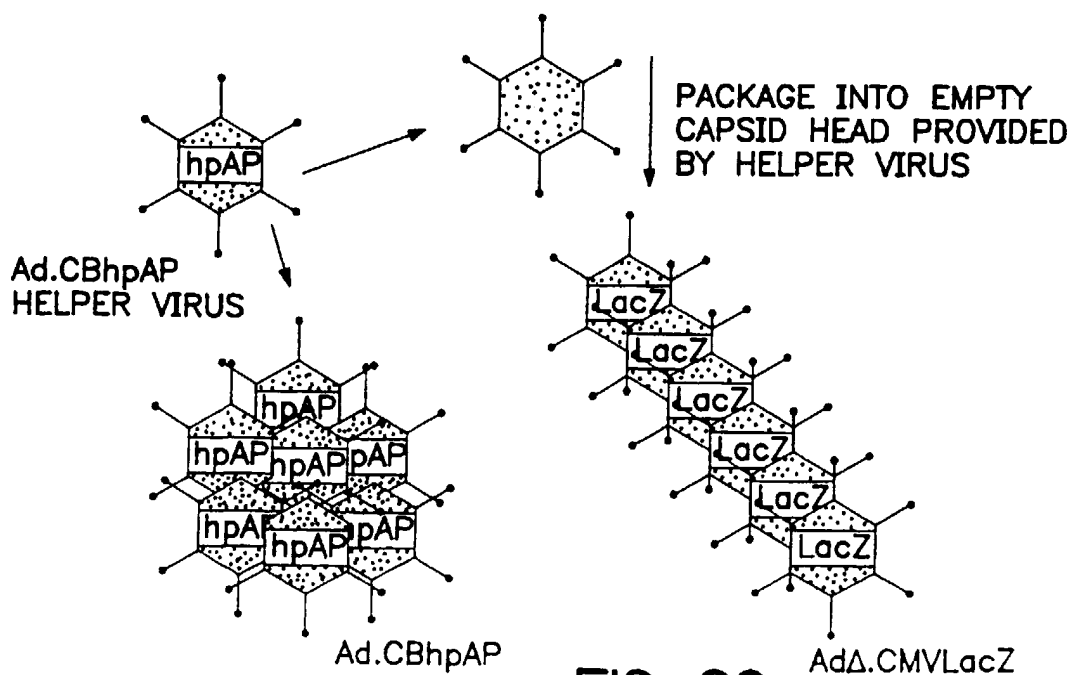 hpAP
PACKAGE INTO EMPTY
CAPSID HEAD PROVIDED
BY HELPER VIRUS
Ad.CBhpAP
HELPER VIRUS
LacZ
LacZ
LacZ
LacZ
LacZ
LacZ
hpAP
hpAP
hpAP
pAP
hpAP
hpAP
pAP
Ad.CBhpAP
AdΔ.CMVLacZ